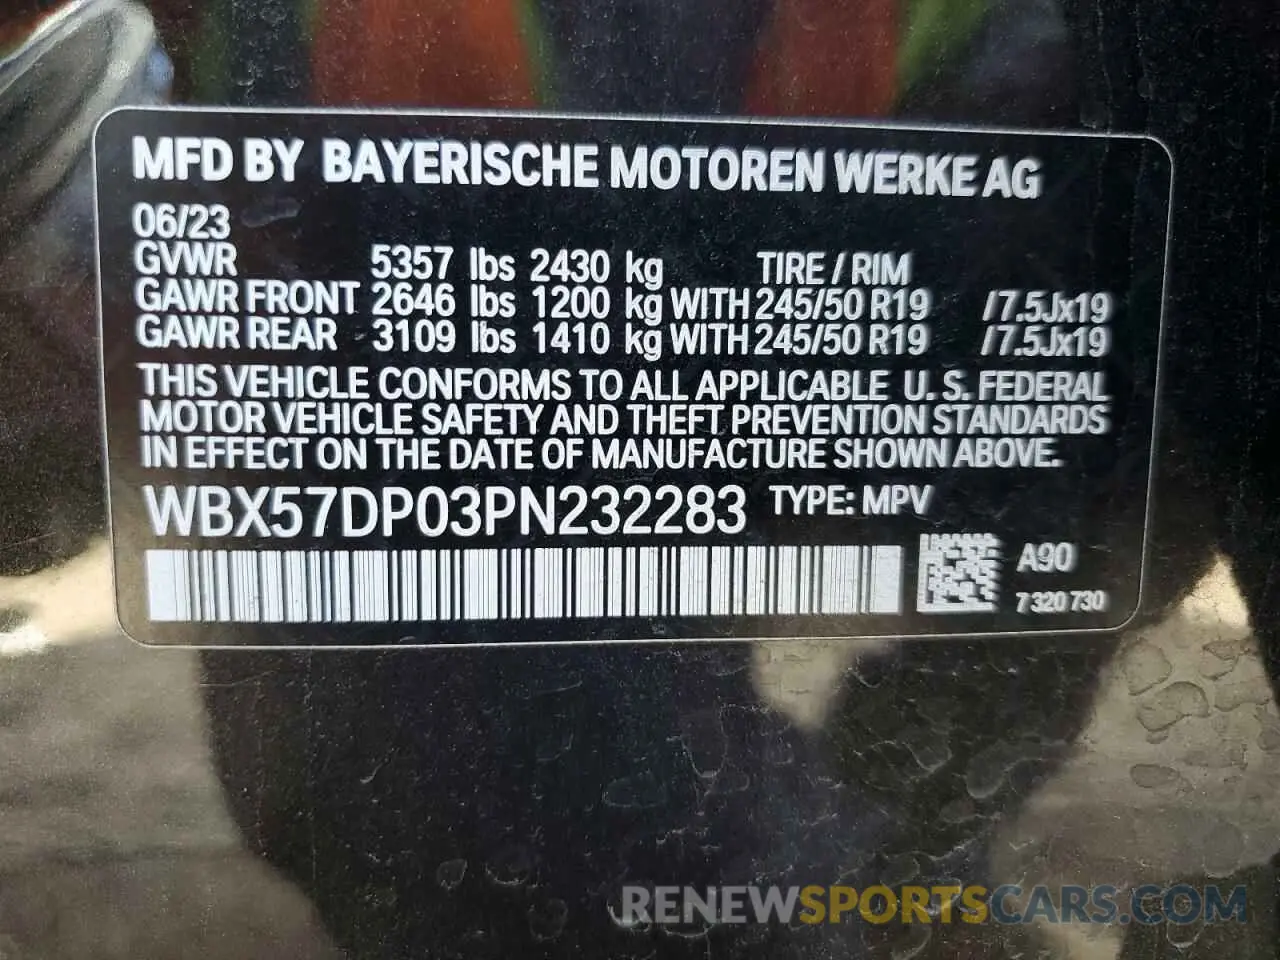 MFD BY BAYERISCHE MOTOREN WERKE AG
06/23
GVWR 5357 lbs 2430 kg TIRE / RIM
GAWR FRONT 2646 lbs 1200 kg WITH 245/50 R19 /7.5Jx19
GAWR REAR 3109 lbs 1410 kg WITH 245/50 R19 /7.5Jx19
THIS VEHICLE CONFORMS TO ALL APPLICABLE U. S. FEDERAL
MOTOR VEHICLE SAFETY AND THEFT PREVENTION STANDARDS
IN EFFECT ON THE DATE OF MANUFACTURE SHOWN ABOVE.
WBX57DP03PN232283 TYPE: MPV
A90
7 320 730
RENEWSPORTSCARS.COM